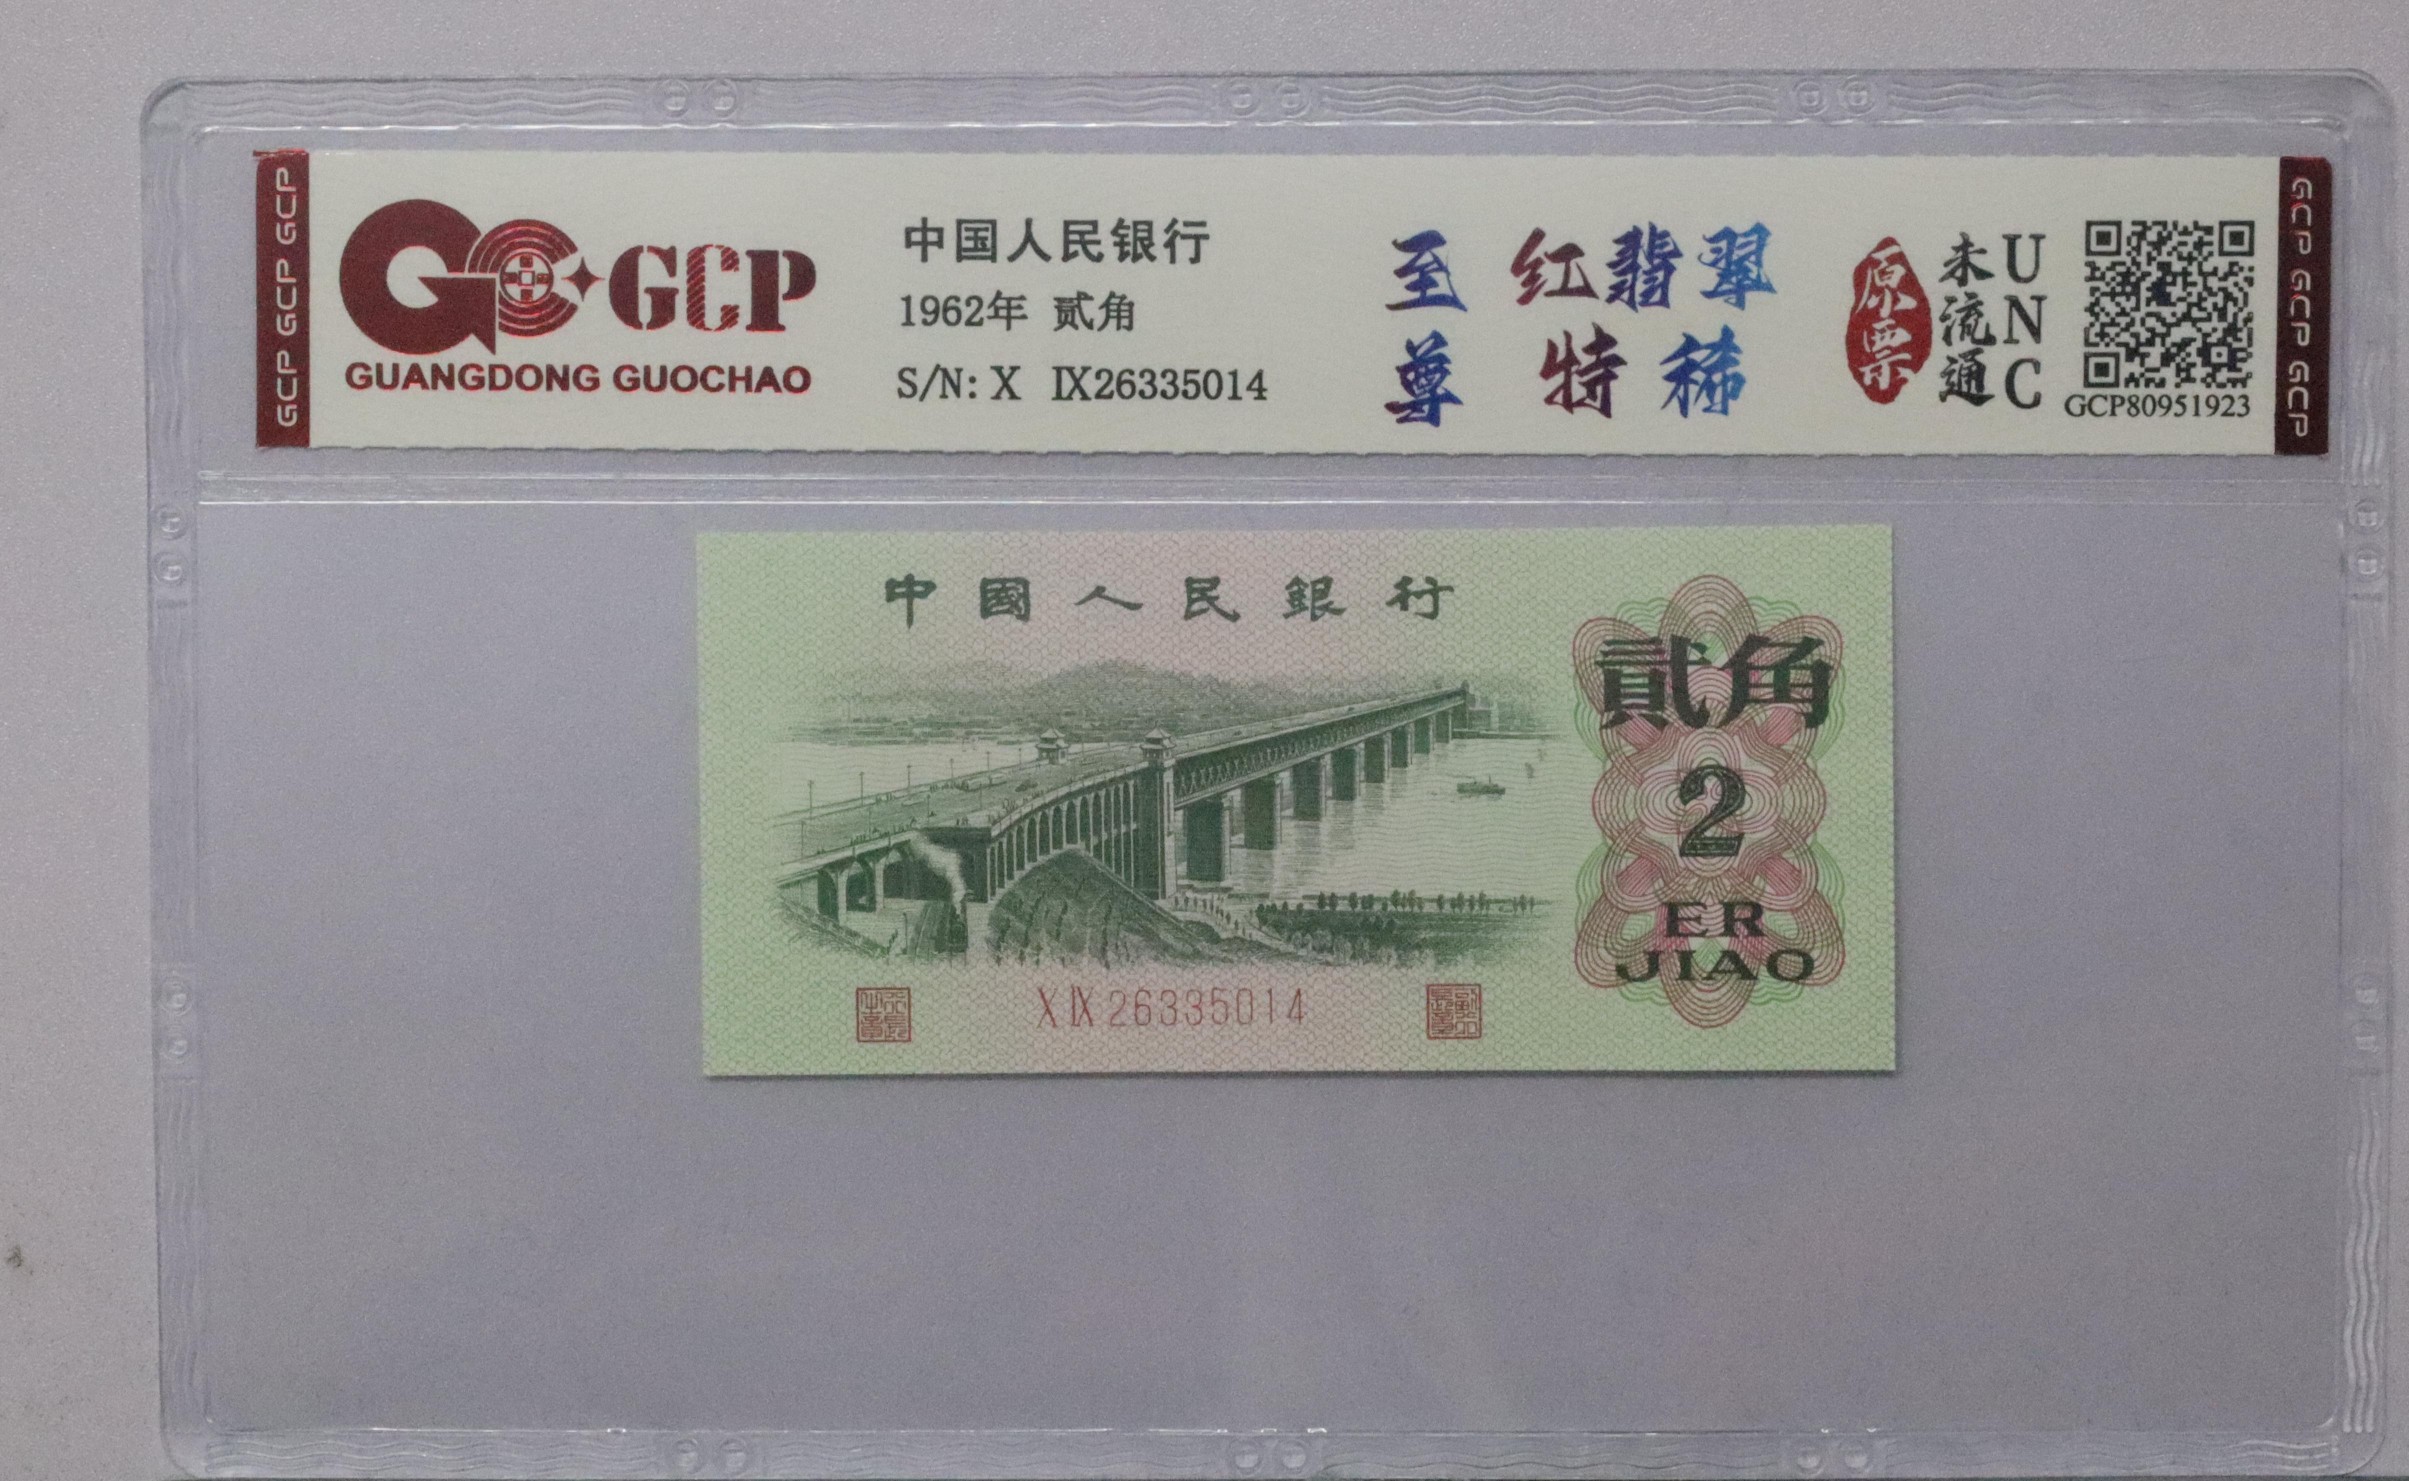 GCP GCP GCP
GCP
GUANGDONG GUOCHAO
中国人民银行
1962年 贰角
S/N: X IX26335014
至尊
红翡翠
特稀
原票
未流通
UNC
GCP80951923
GCP GCP GCP
中國人民銀行
貳角
2
ER
JIAO
X IX 26335014